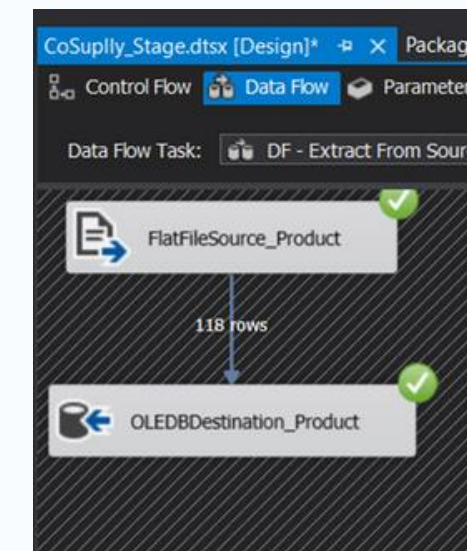 CoSuplly_Stage.dtsx [Design]* Packag
Control Flow Data Flow Parameter
Data Flow Task: DF - Extract From Sour
FlatFileSource_Product
118 rows
OLEDBDestination_Product